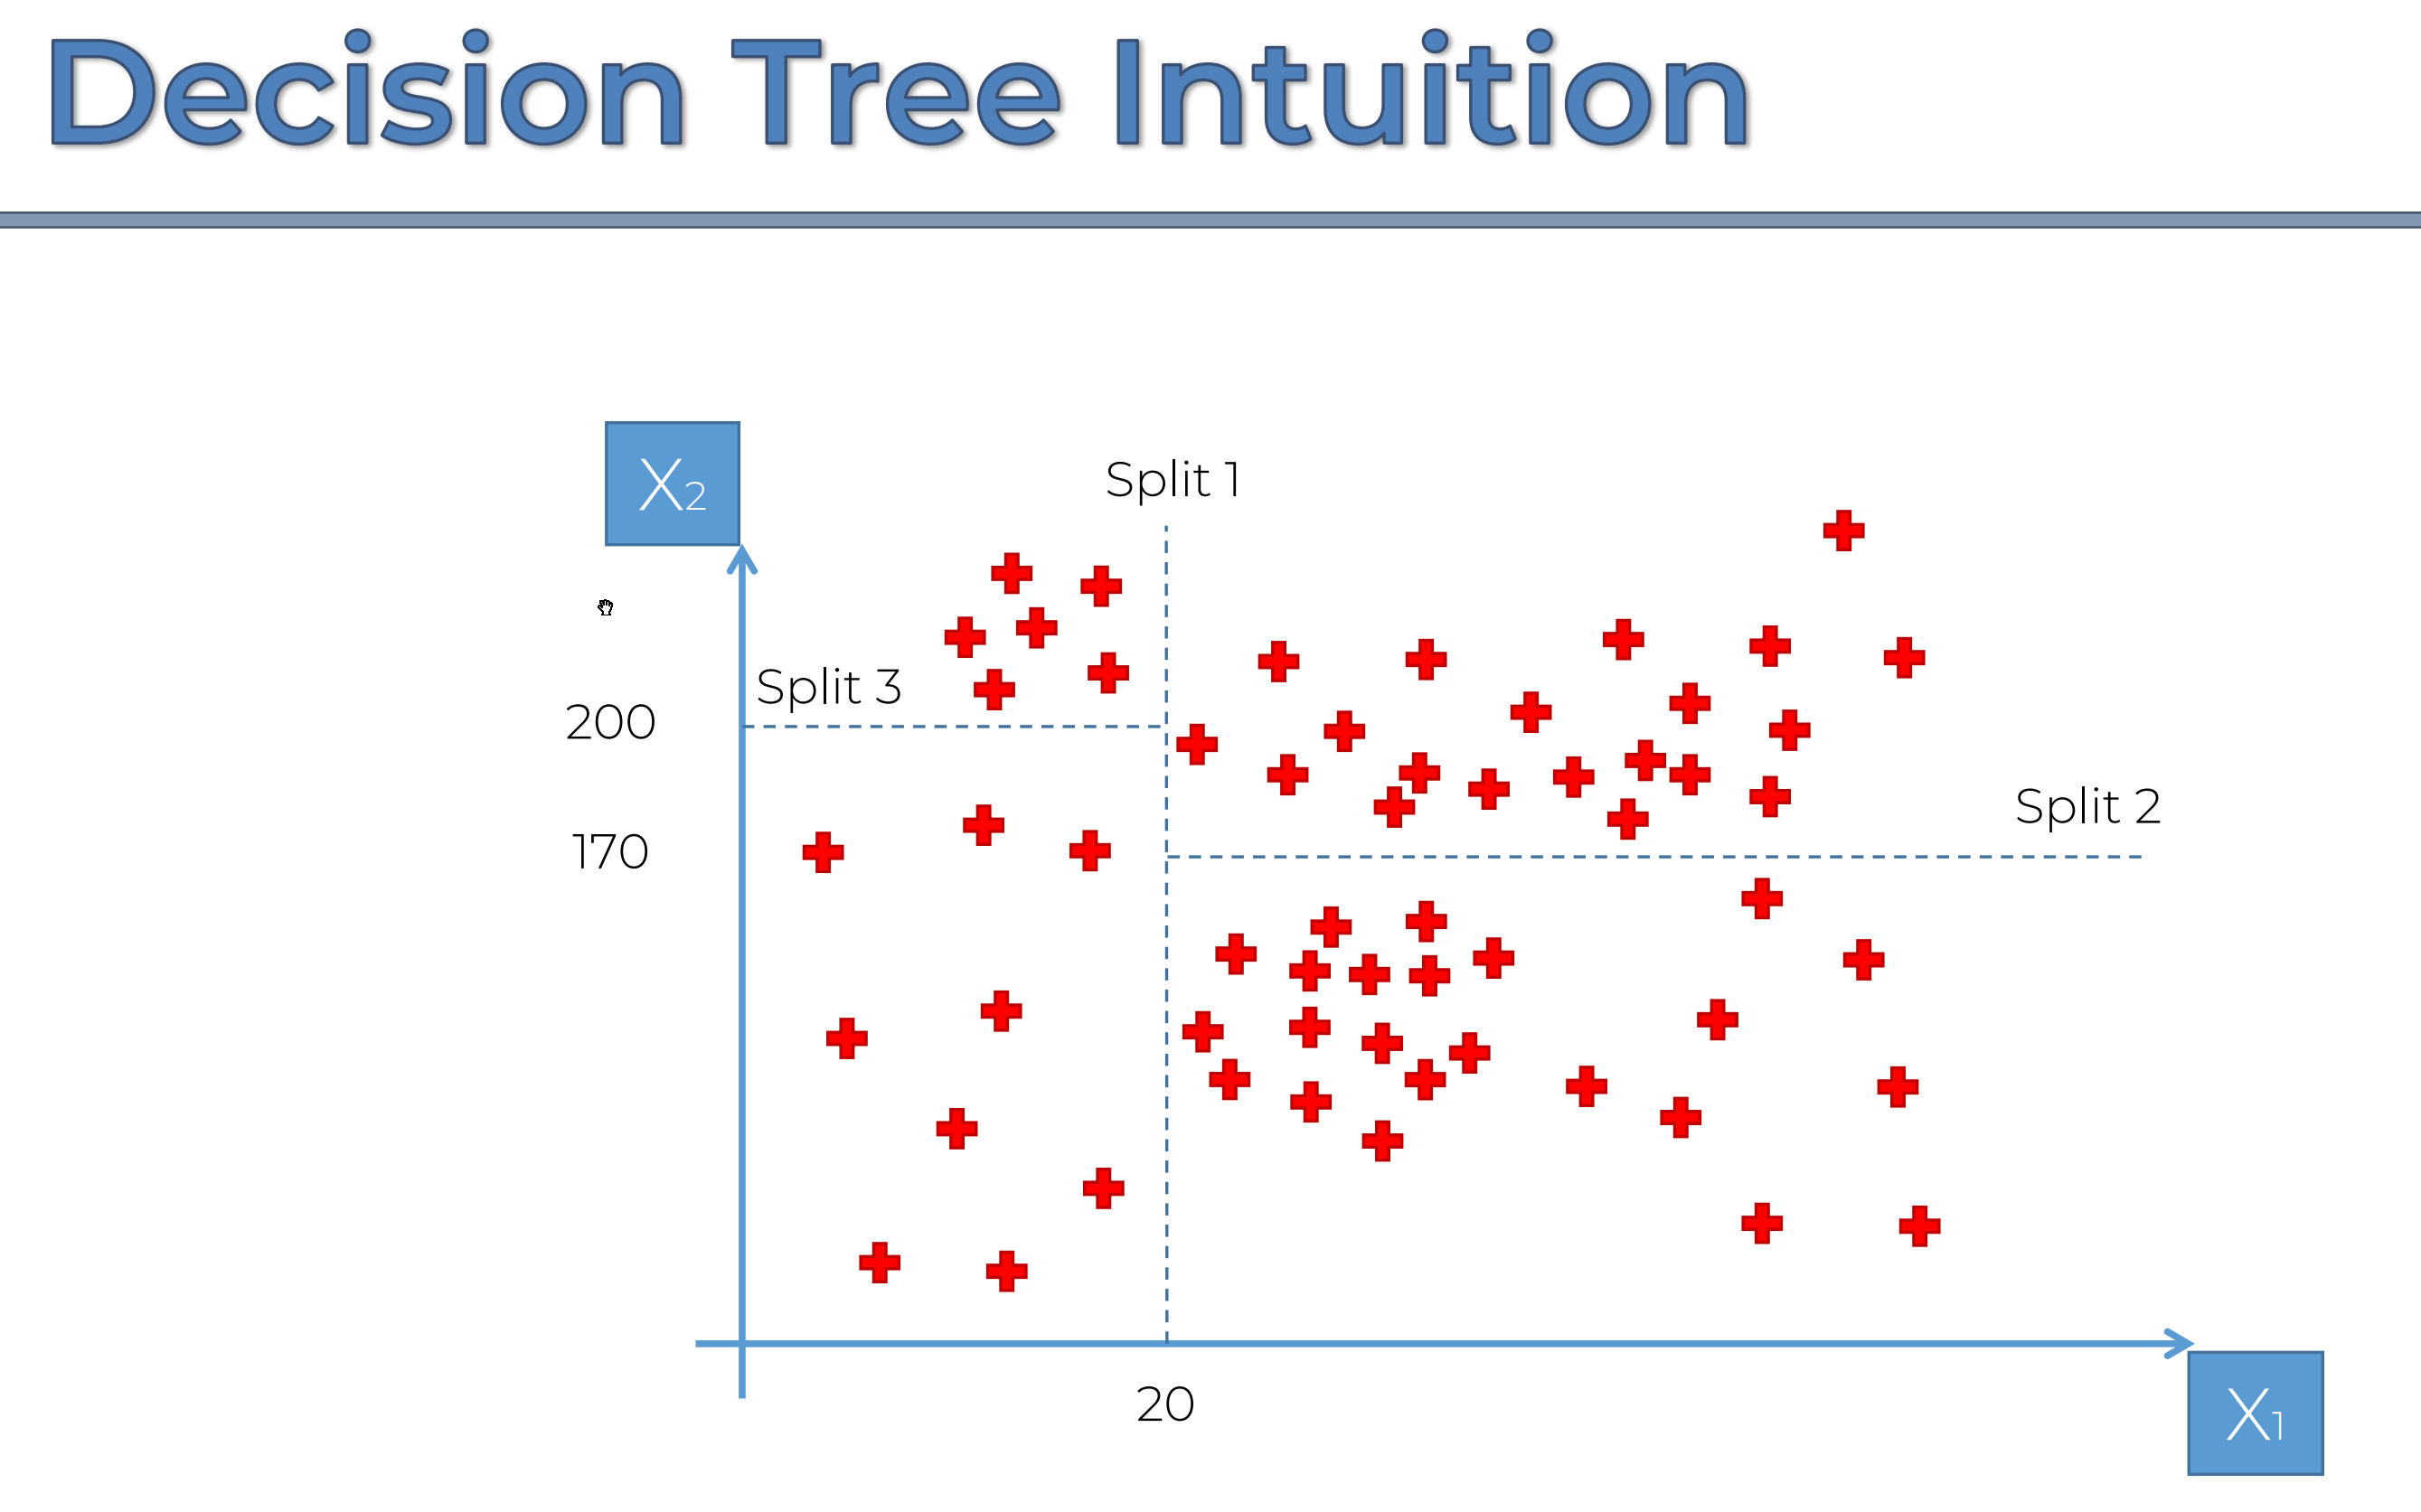 Decision Tree Intuition
X₂
Split 1
Split 3
200
Split 2
170
20
X₁